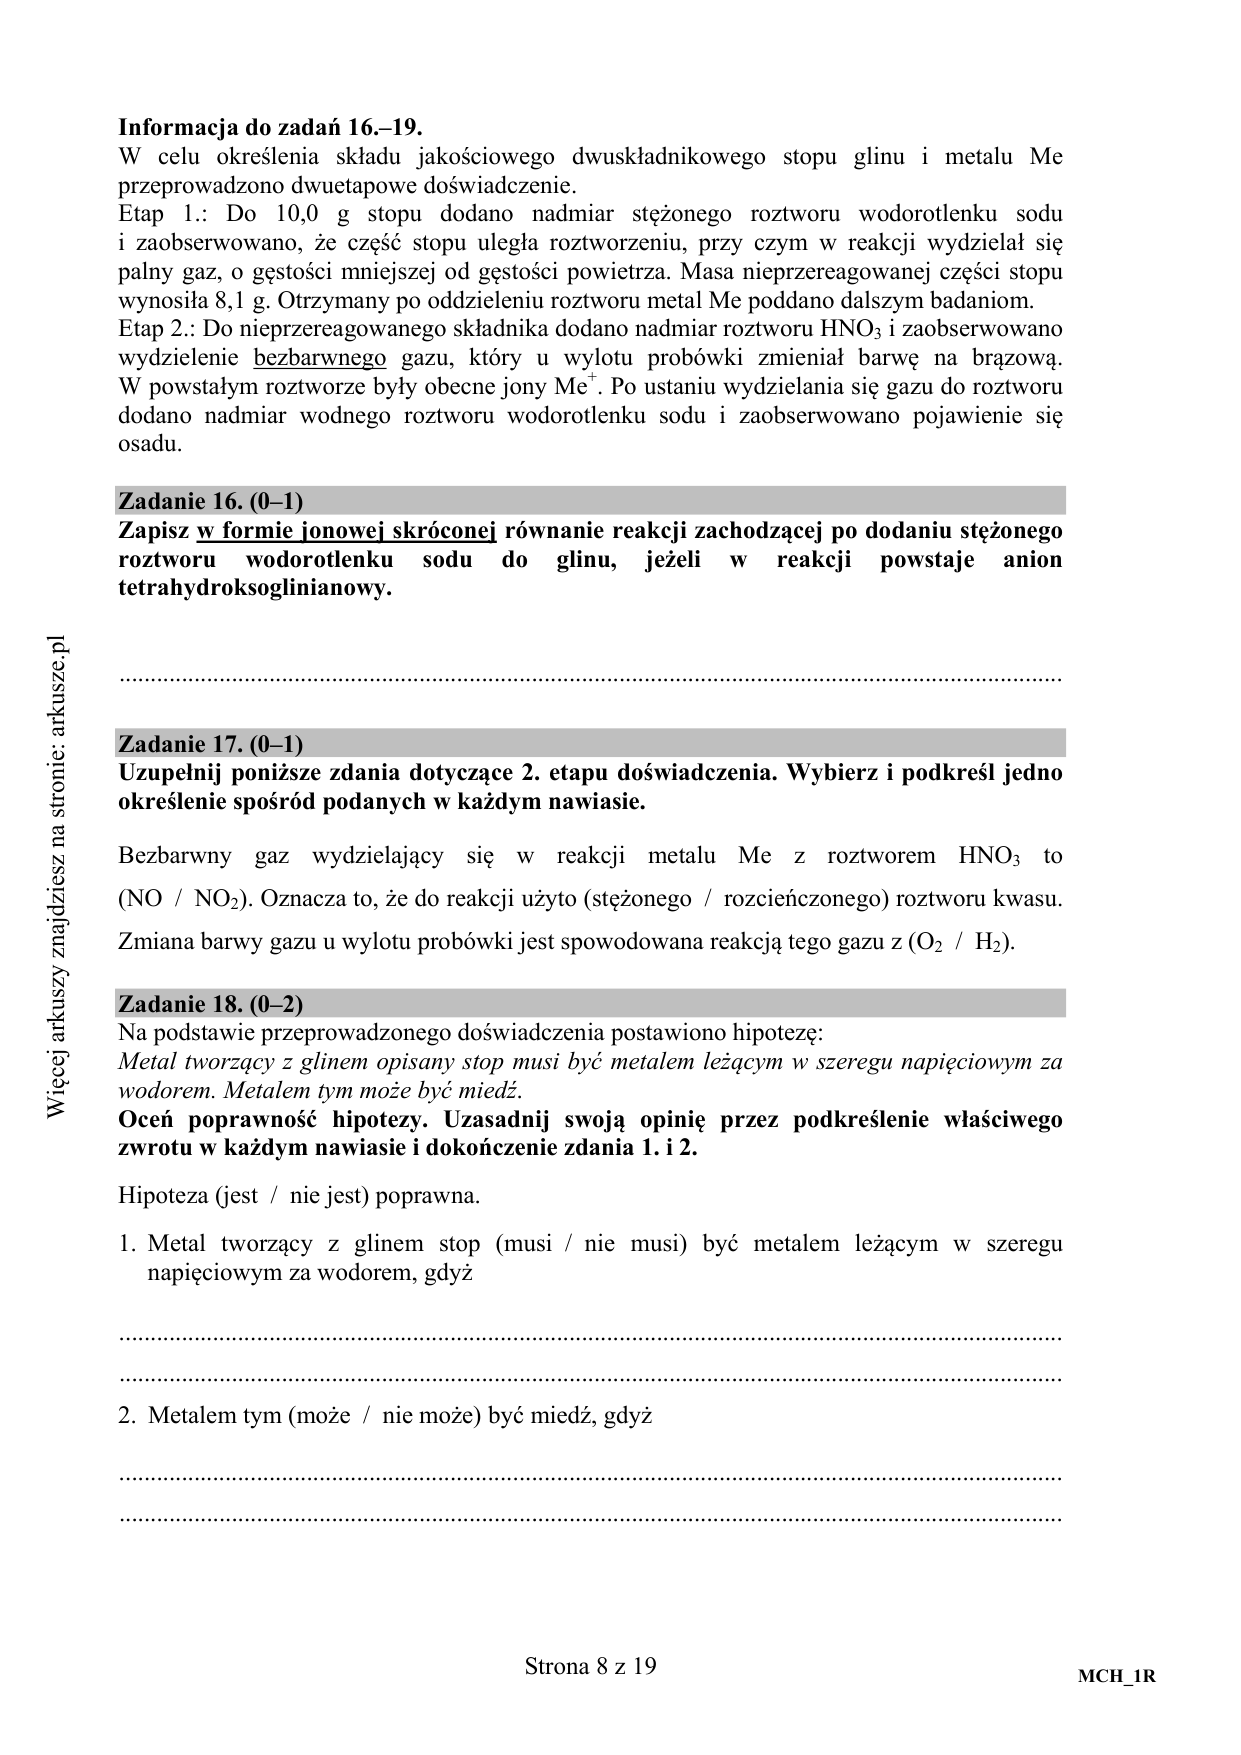 Informacja do zadań 16.–19.
W celu określenia składu jakościowego dwuskładnikowego stopu glinu i metalu Me
przeprowadzono dwuetapowe doświadczenie.
Etap 1.: Do 10,0 g stopu dodano nadmiar stężonego roztworu wodorotlenku sodu
i zaobserwowano, że część stopu uległa roztworzeniu, przy czym w reakcji wydzielał się
palny gaz, o gęstości mniejszej od gęstości powietrza. Masa nieprzereagowanej części stopu
wynosiła 8,1 g. Otrzymany po oddzieleniu roztworu metal Me poddano dalszym badaniom.
Etap 2.: Do nieprzereagowanego składnika dodano nadmiar roztworu HNO₃ i zaobserwowano
wydzielenie bezbarwnego gazu, który u wylotu probówki zmieniał barwę na brązową.
W powstałym roztworze były obecne jony Me⁺. Po ustaniu wydzielania się gazu do roztworu
dodano nadmiar wodnego roztworu wodorotlenku sodu i zaobserwowano pojawienie się
osadu.
Zadanie 16. (0–1)
Zapisz w formie jonowej skróconej równanie reakcji zachodzącej po dodaniu stężonego
roztworu wodorotlenku sodu do glinu, jeżeli w reakcji powstaje anion
tetrahydroksoglinianowy.
Zadanie 17. (0–1)
Uzupełnij poniższe zdania dotyczące 2. etapu doświadczenia. Wybierz i podkreśl jedno
określenie spośród podanych w każdym nawiasie.
Bezbarwny gaz wydzielający się w reakcji metalu Me z roztworem HNO₃ to
(NO / NO₂). Oznacza to, że do reakcji użyto (stężonego / rozcieńczonego) roztworu kwasu.
Zmiana barwy gazu u wylotu probówki jest spowodowana reakcją tego gazu z (O₂ / H₂).
Zadanie 18. (0–2)
Na podstawie przeprowadzonego doświadczenia postawiono hipotezę:
Metal tworzący z glinem opisany stop musi być metalem leżącym w szeregu napięciowym za
wodorem. Metalem tym może być miedź.
Oceń poprawność hipotezy. Uzasadnij swoją opinię przez podkreślenie właściwego
zwrotu w każdym nawiasie i dokończenie zdania 1. i 2.
Hipoteza (jest / nie jest) poprawna.
1. Metal tworzący z glinem stop (musi / nie musi) być metalem leżącym w szeregu
napięciowym za wodorem, gdyż
2. Metalem tym (może / nie może) być miedź, gdyż
Strona 8 z 19
MCH_1R
Więcej arkuszy znajdziesz na stronie: arkusze.pl